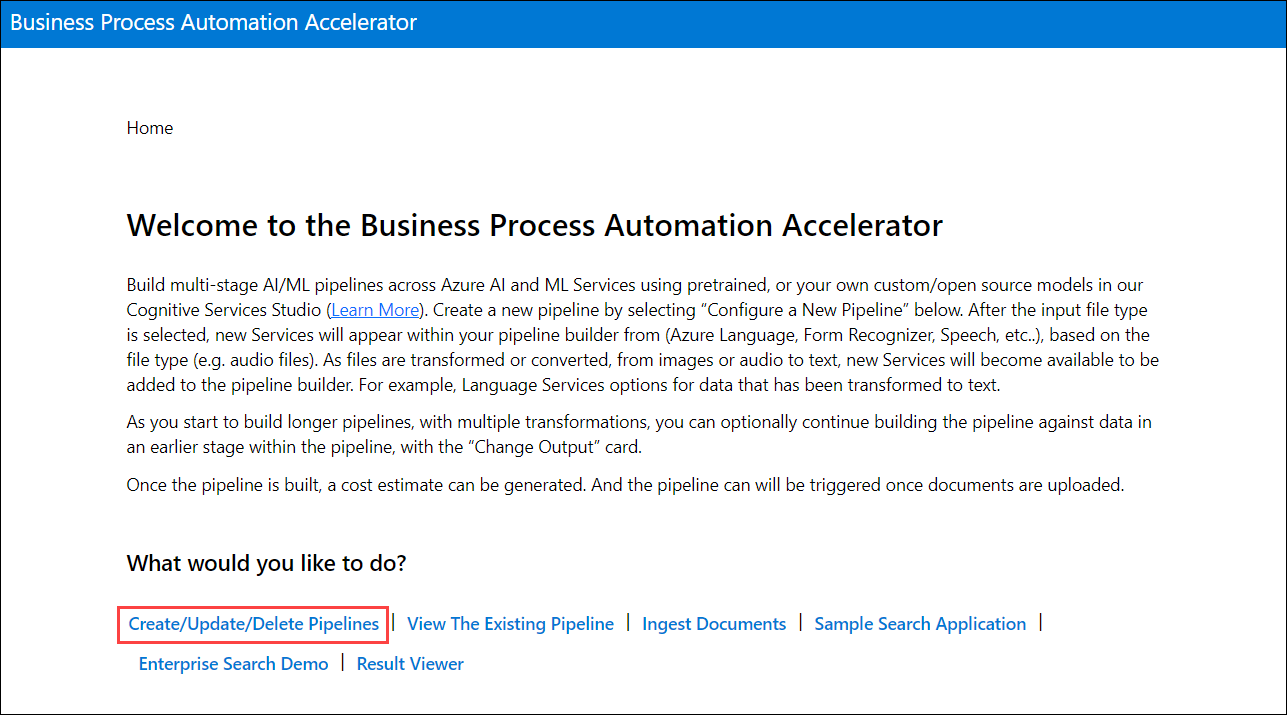 Business Process Automation Accelerator
Home
Welcome to the Business Process Automation Accelerator
Build multi-stage AI/ML pipelines across Azure AI and ML Services using pretrained, or your own custom/open source models in our
Cognitive Services Studio (Learn More). Create a new pipeline by selecting “Configure a New Pipeline” below. After the input file type
is selected, new Services will appear within your pipeline builder from (Azure Language, Form Recognizer, Speech, etc..), based on the
file type (e.g. audio files). As files are transformed or converted, from images or audio to text, new Services will become available to be
added to the pipeline builder. For example, Language Services options for data that has been transformed to text.
As you start to build longer pipelines, with multiple transformations, you can optionally continue building the pipeline against data in
an earlier stage within the pipeline, with the “Change Output” card.
Once the pipeline is built, a cost estimate can be generated. And the pipeline can will be triggered once documents are uploaded.
What would you like to do?
Create/Update/Delete Pipelines | View The Existing Pipeline | Ingest Documents | Sample Search Application |
Enterprise Search Demo | Result Viewer